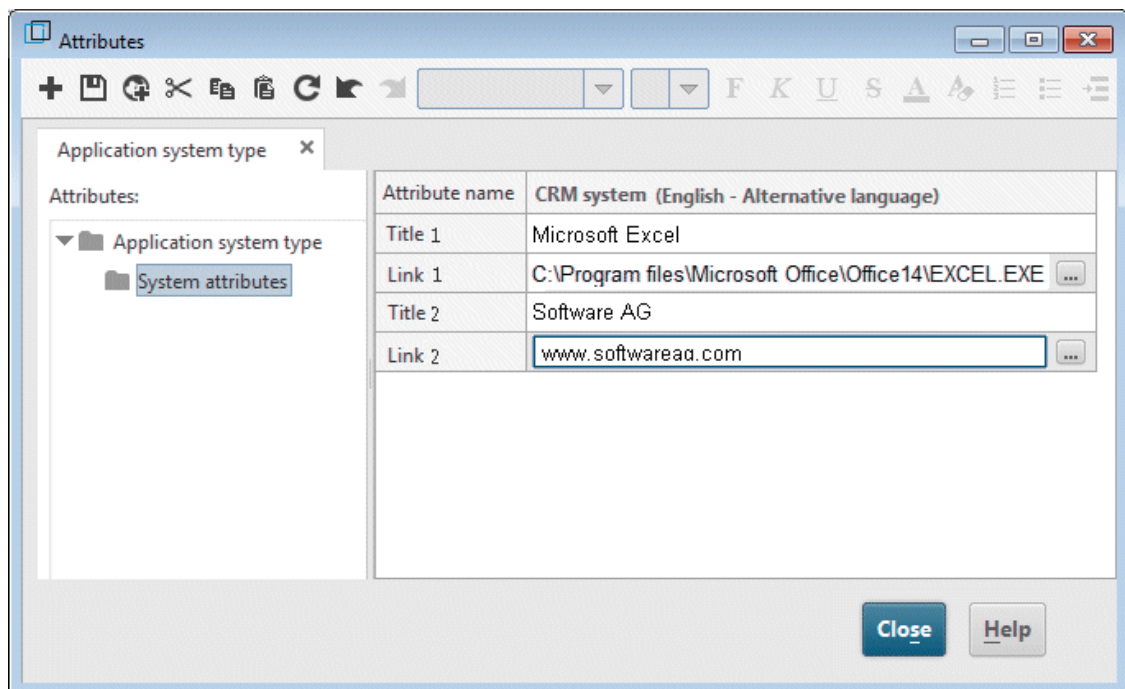 Attributes
F K U S A
Application system type
Attributes:
Application system type
System attributes
Attribute name CRM system (English - Alternative language)
Title 1 Microsoft Excel
Link 1 C:\Program files\Microsoft Office\Office14\EXCEL.EXE ...
Title 2 Software AG
Link 2 www.softwareag.com ...
Close Help